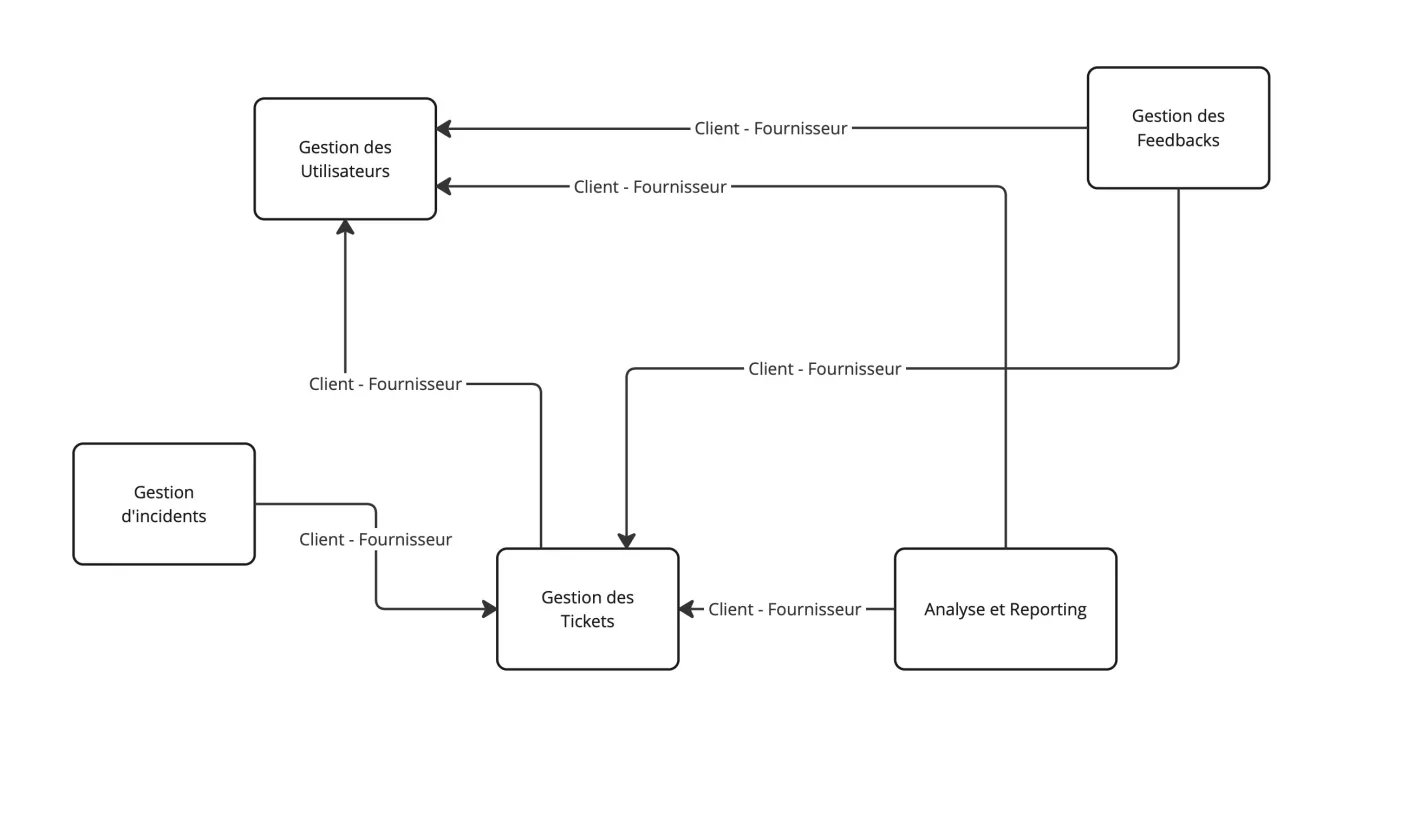 Gestion des
Feedbacks
Gestion des
Utilisateurs
Client - Fournisseur
Client - Fournisseur
Client - Fournisseur
Client - Fournisseur
Gestion
d'incidents
Client - Fournisseur
Gestion des
Tickets
Client - Fournisseur
Analyse et Reporting